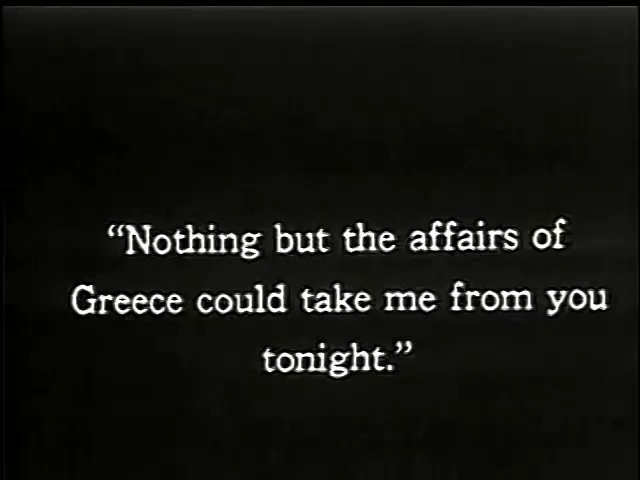 “Nothing but the affairs of
Greece could take me from you
tonight.”